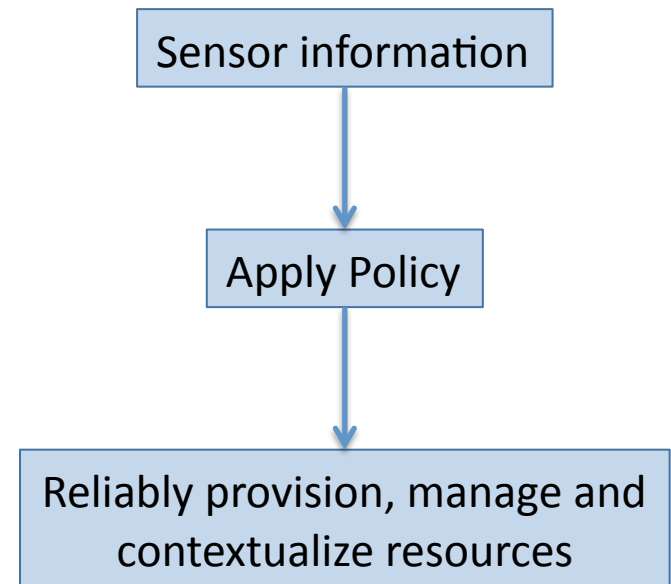 Sensor information
Apply Policy
Reliably provision, manage and
contextualize resources